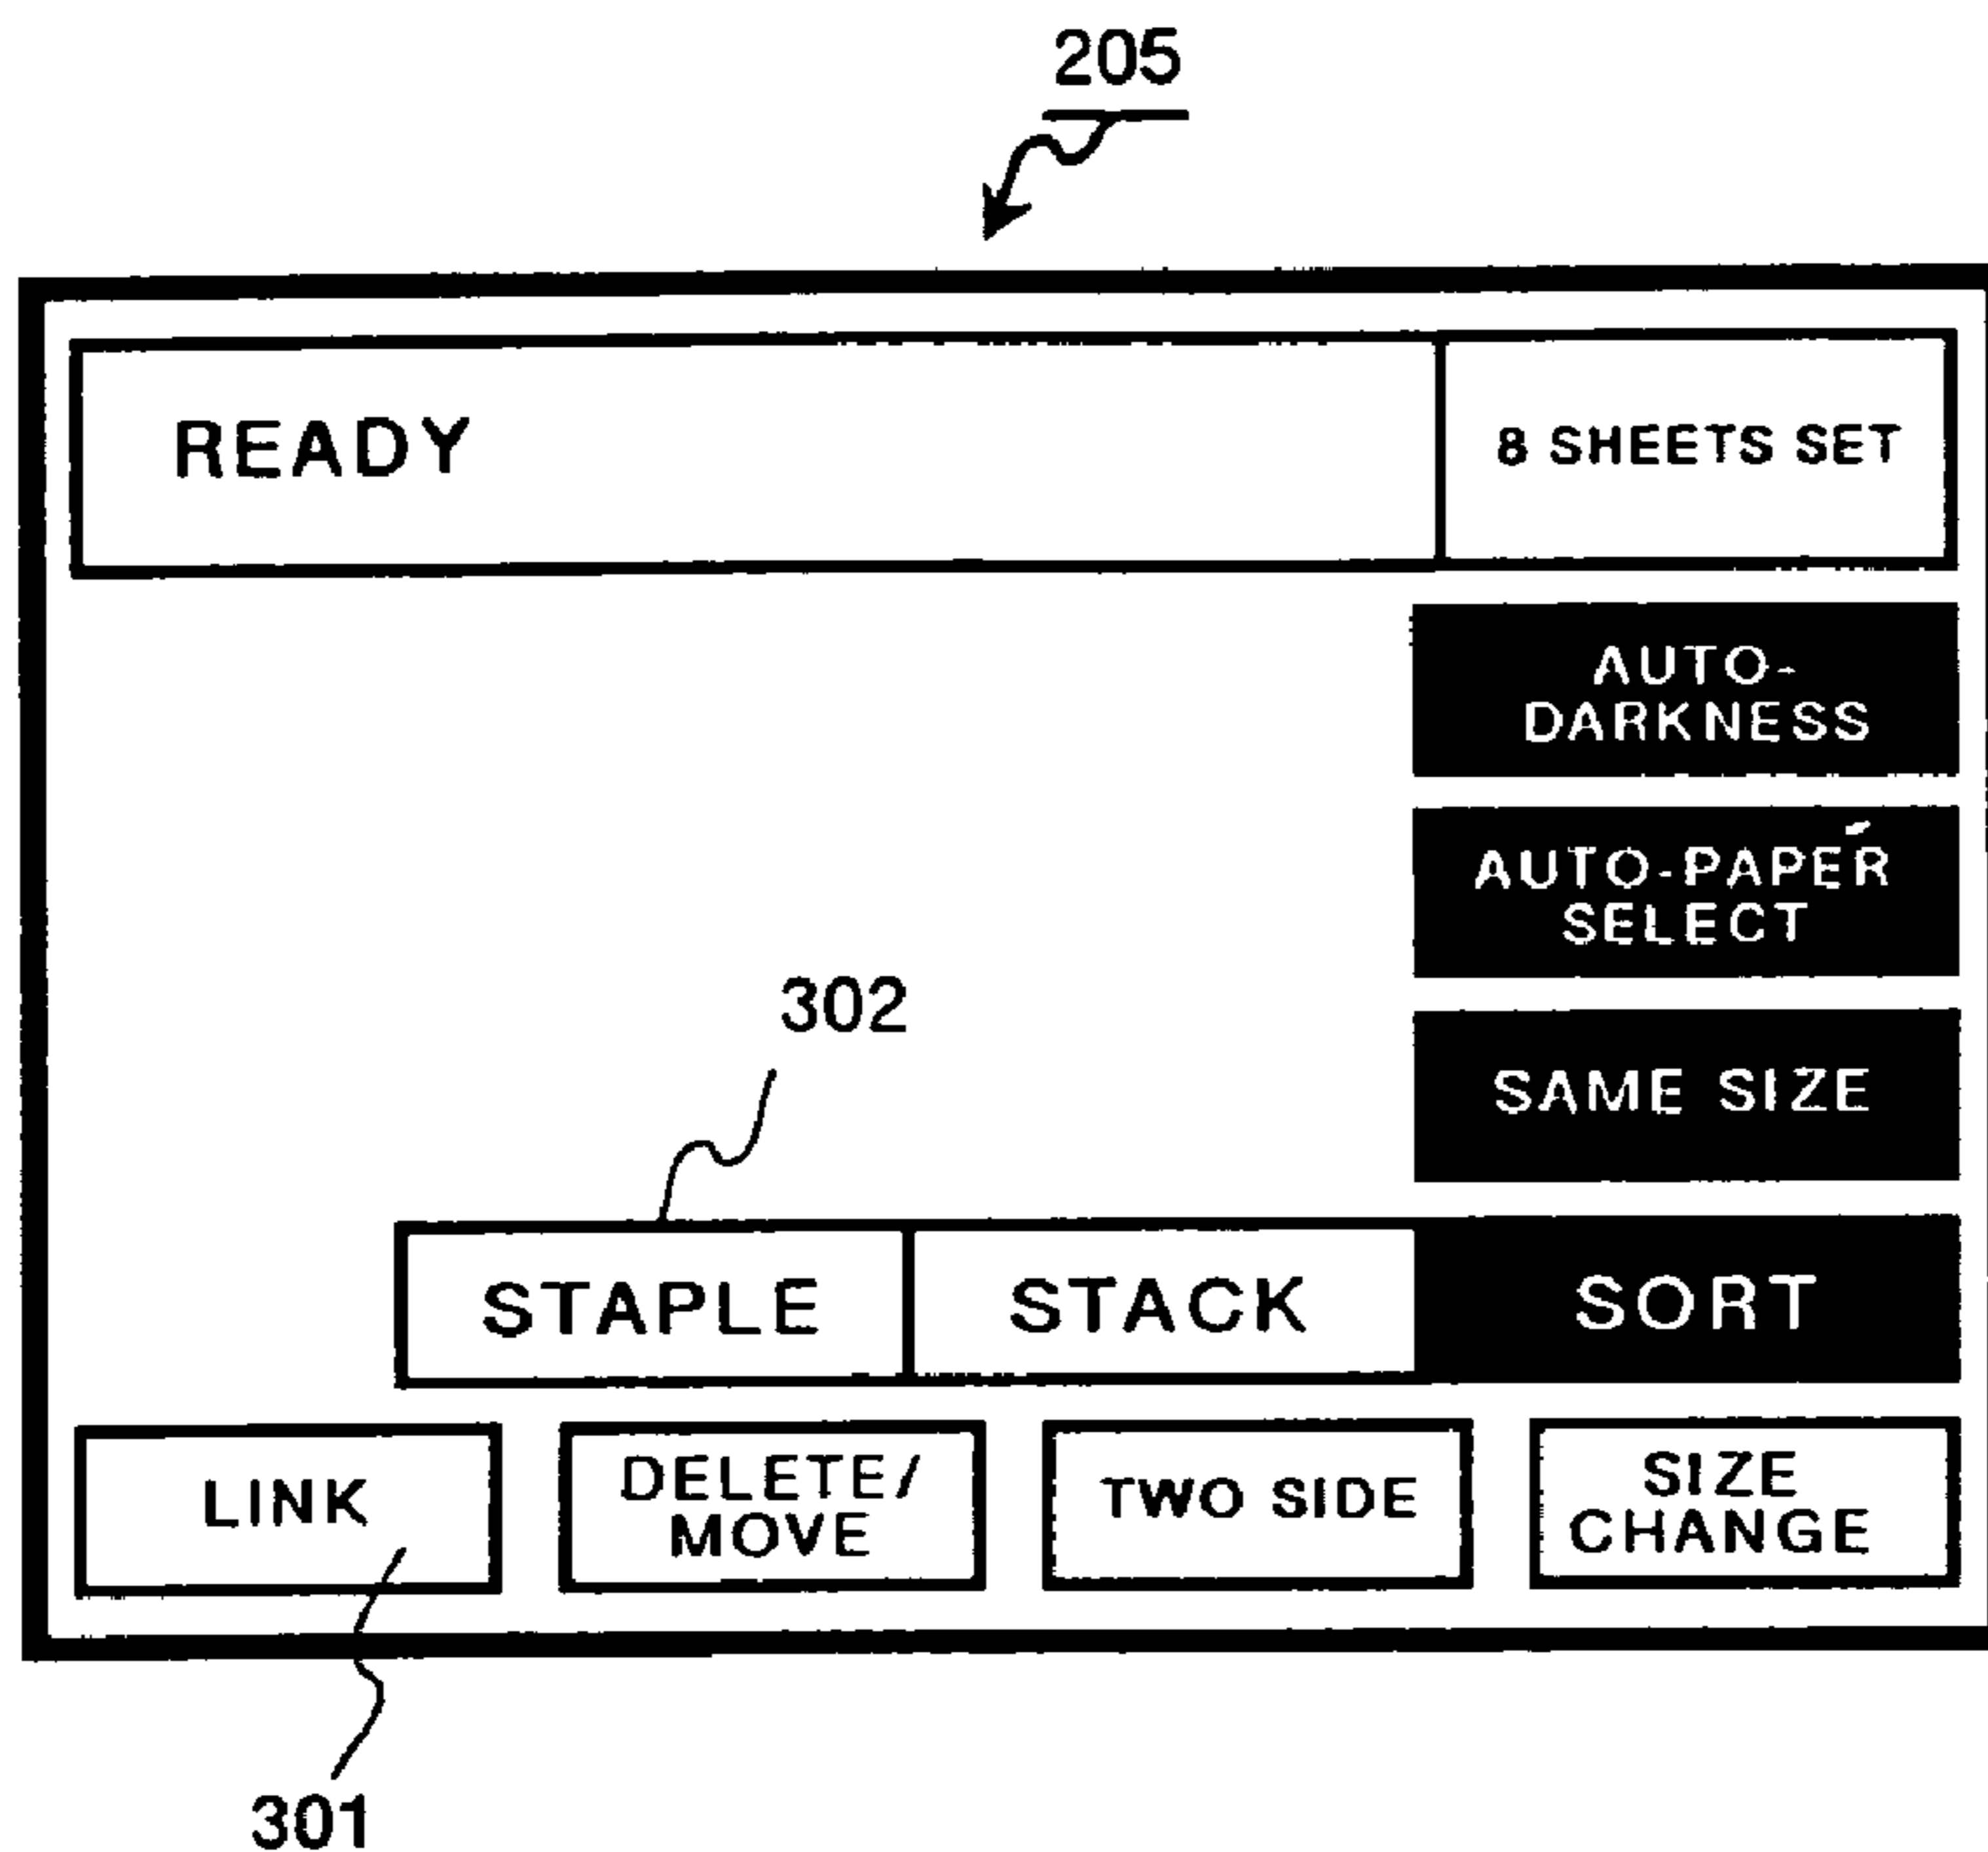 205
READY
8 SHEETS SET
AUTO-
DARKNESS
AUTO-PAPER
SELECT
302
SAME SIZE
STAPLE
STACK
SORT
LINK
DELETE/
MOVE
TWO SIDE
SIZE
CHANGE
301